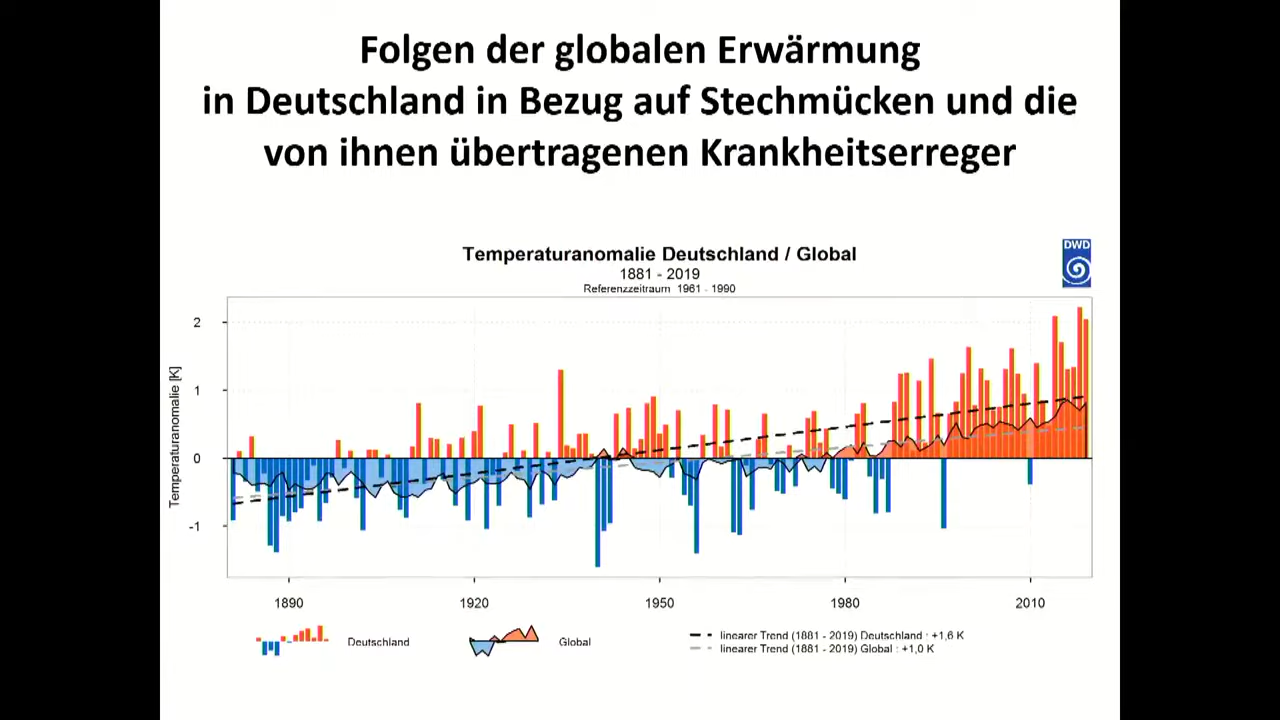 Folgen der globalen Erwärmung
in Deutschland in Bezug auf Stechmücken und die
von ihnen übertragenen Krankheitserreger
Temperaturanomalie Deutschland / Global
1881 - 2019
Referenzzeitraum 1961 - 1990
DWD
Temperaturanomalie [K]
2
1
0
-1
1890
1920
1950
1980
2010
Deutschland
Global
linearer Trend (1881 - 2019) Deutschland : +1,6 K
linearer Trend (1881 - 2019) Global : +1,0 K